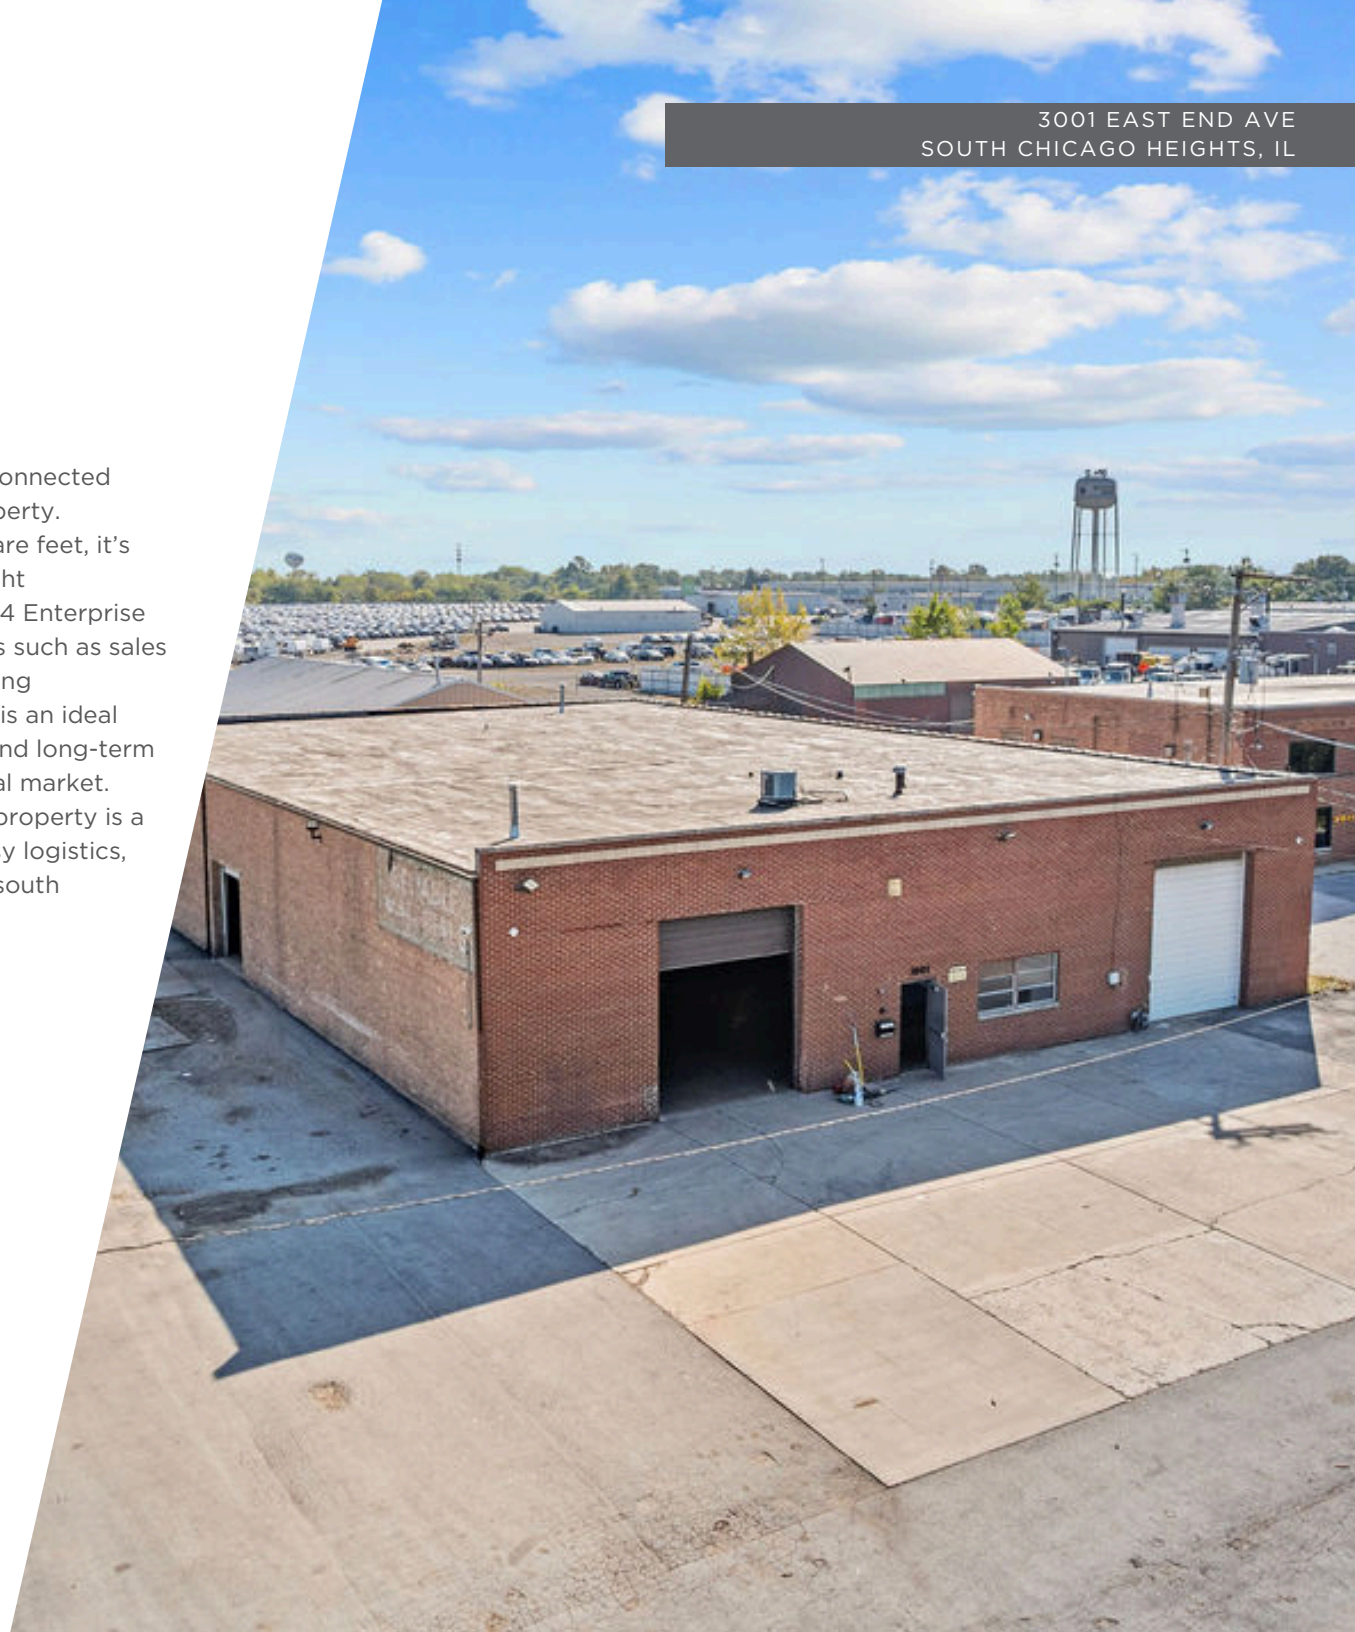 3001 EAST END AVE
SOUTH CHICAGO HEIGHTS, IL
onnected
perty.
are feet, it’s
ht
4 Enterprise
s such as sales
ng
is an ideal
nd long-term
al market.
property is a
sy logistics,
south